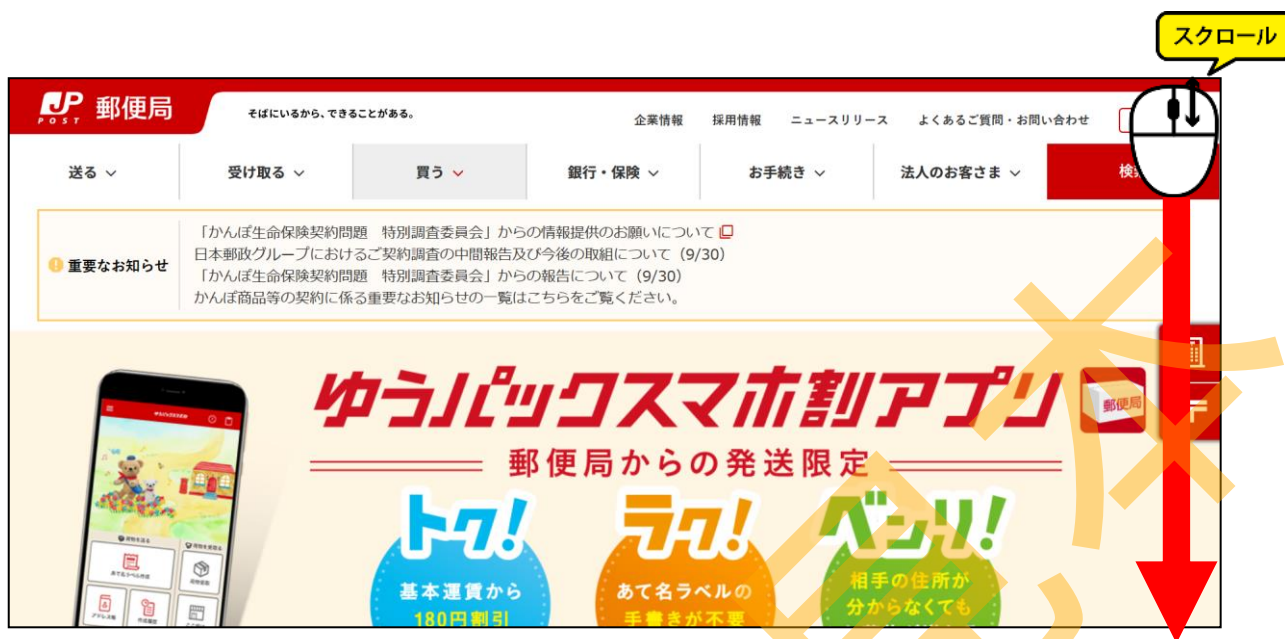 スクロール
JP 郵便局
POST
そばにいるから、できることがある。
企業情報 採用情報 ニュースリリース よくあるご質問・お問い合わせ
送る 受け取る 買う 銀行・保険 お手続き 法人のお客さま
重要なお知らせ
「かんぽ生命保険契約問題 特別調査委員会」からの情報提供のお願いについて
日本郵政グループにおけるご契約調査の中間報告及び今後の取組について（9/30）
「かんぽ生命保険契約問題 特別調査委員会」からの報告について（9/30）
かんぽ商品等の契約に係る重要なお知らせの一覧はこちらをご覧ください。
ゆうパックスマホ割アプリ
郵便局
郵便局からの発送限定
トク! ラク! ベンリ!
基本運賃から
180円割引
あて名ラベルの
手書きが不要
相手の住所が
分からなくても